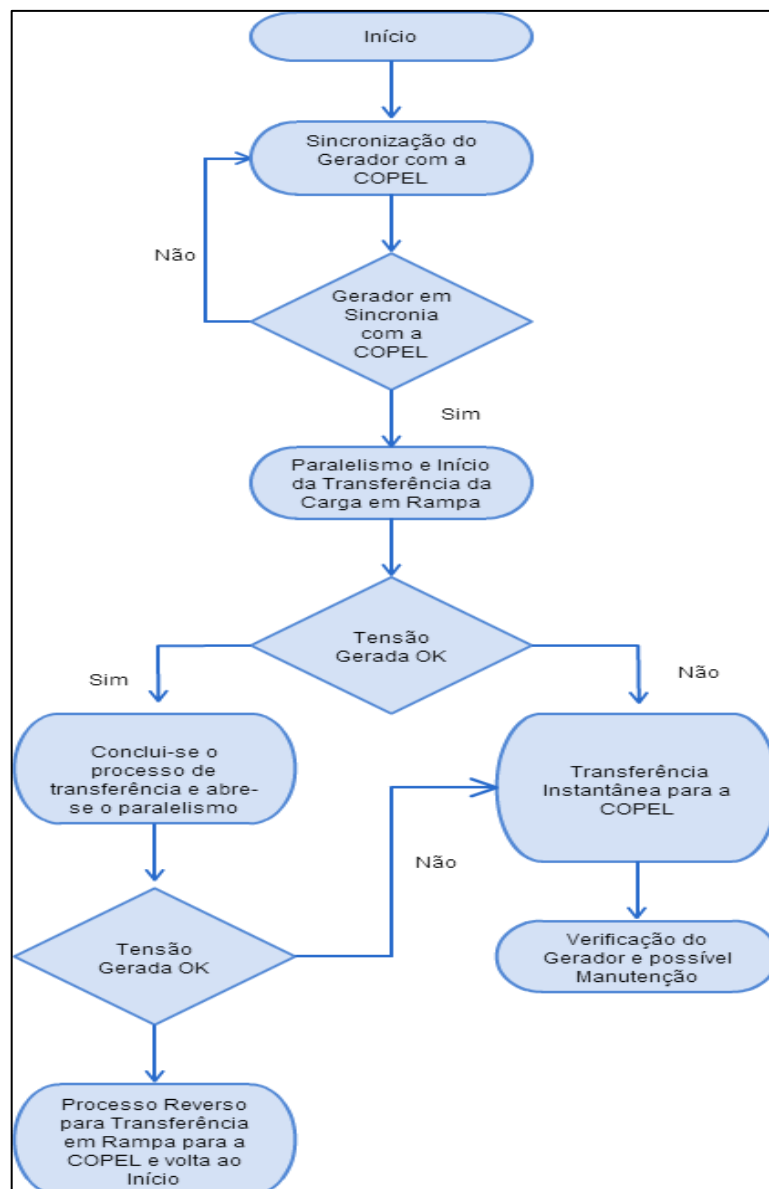 Início
Sincronização do
Gerador com a
COPEL
Não
Gerador em
Sincronia
com a
COPEL
Sim
Paralelismo e Início
da Transferência da
Carga em Rampa
Tensão
Gerada OK
Sim
Não
Conclui-se o
processo de
transferência e abre-
se o paralelismo
Transferência
Instantânea para a
COPEL
Não
Tensão
Gerada OK
Verificação do
Gerador e possível
Manutenção
Processo Reverso
para Transferência
em Rampa para a
COPEL e volta ao
Início